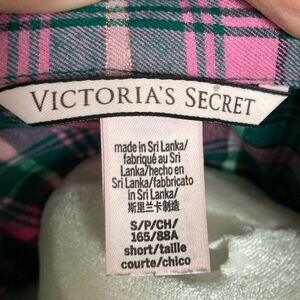 VICTORIA'S SECRET
made in Sri Lanka/
fabriqué au Sri
Lanka/hecho en
Sri Lanka/fabbricato
in Sri Lanka/
斯里兰卡制造
S/P/CH/
165/88A
short/taille
courte/chico